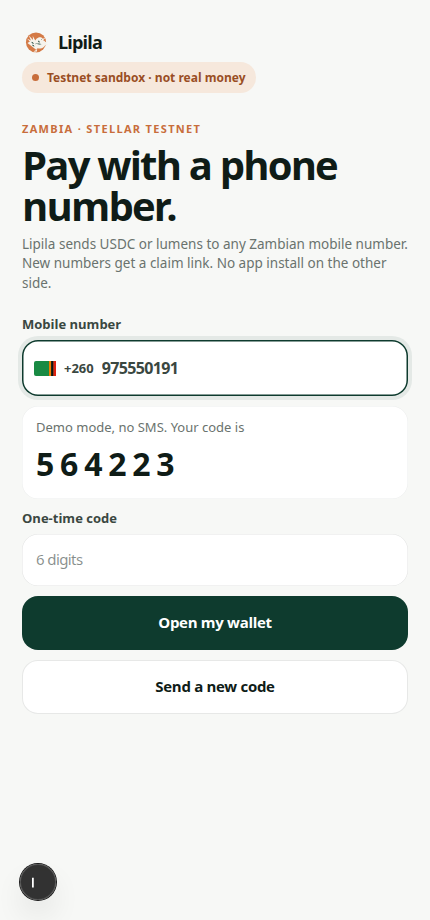 Lipila
Testnet sandbox · not real money
ZAMBIA · STELLAR TESTNET
Pay with a phone
number.
Lipila sends USDC or lumens to any Zambian mobile number.
New numbers get a claim link. No app install on the other
side.
Mobile number
+260 975550191
Demo mode, no SMS. Your code is
564223
One-time code
6 digits
Open my wallet
Send a new code